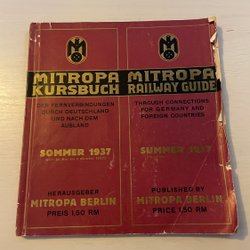 MITROPA
KURSBUCH
DER FERNVERBINDUNGEN
DURCH DEUTSCHLAND
UND NACH DEM
AUSLAND
SOMMER 1937
HERAUSGEBER
MITROPA BERLIN
PREIS 1,50 RM
MITROPA
RAILWAY GUIDE
THROUGH CONNECTIONS
FOR GERMANY AND
FOREIGN COUNTRIES
SUMMER 1937
PUBLISHED BY
MITROPA BERLIN
PRICE 1,50 RM